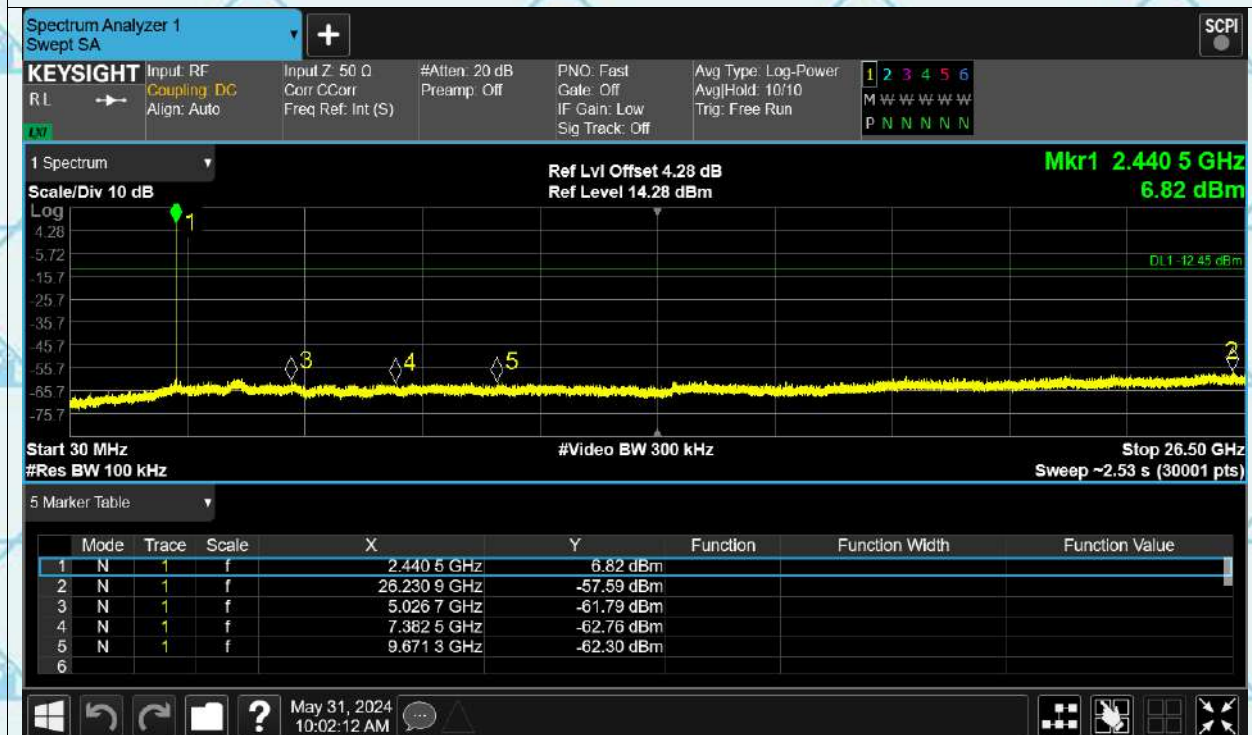 Spectrum Analyzer 1
Swept SA
+
SCPI
KEYSIGHT Input: RF Input Z: 50 Ω #Atten: 20 dB PNO: Fast Avg Type: Log-Power 1 2 3 4 5 6
RL Coupling: DC Corr CCorr Preamp: Off Gate: Off Avg|Hold: 10/10 M W W W W W
Align: Auto Freq Ref: Int (S) IF Gain: Low Trig: Free Run P N N N N N
Sig Track: Off
LXI
1 Spectrum Ref Lvl Offset 4.28 dB Mkr1 2.440 5 GHz
Scale/Div 10 dB Ref Level 14.28 dBm 6.82 dBm
Log
1
4.28
-5.72
DL1 -12.45 dBm
-15.7
-25.7
-35.7
-45.7
3 4 5 2
-55.7
-65.7
-75.7
Start 30 MHz #Video BW 300 kHz Stop 26.50 GHz
#Res BW 100 kHz Sweep ~2.53 s (30001 pts)
5 Marker Table
Mode Trace Scale X Y Function Function Width Function Value
1 N 1 f 2.440 5 GHz 6.82 dBm
2 N 1 f 26.230 9 GHz -57.59 dBm
3 N 1 f 5.026 7 GHz -61.79 dBm
4 N 1 f 7.382 5 GHz -62.76 dBm
5 N 1 f 9.671 3 GHz -62.30 dBm
6
? May 31, 2024
10:02:12 AM